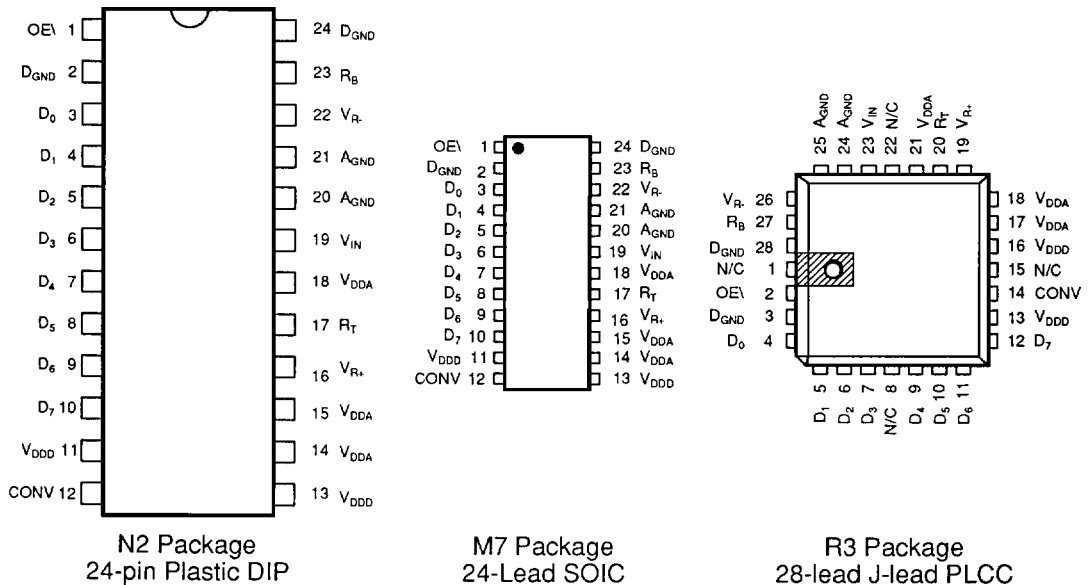 OE\ 1
D_GND 2
D_0 3
D_1 4
D_2 5
D_3 6
D_4 7
D_5 8
D_6 9
D_7 10
V_DDD 11
CONV 12
24 D_GND
23 R_B
22 V_R-
21 A_GND
20 A_GND
19 V_IN
18 V_DDA
17 R_T
16 V_R+
15 V_DDA
14 V_DDA
13 V_DDD
N2 Package
24-pin Plastic DIP
OE\ 1
D_GND 2
D_0 3
D_1 4
D_2 5
D_3 6
D_4 7
D_5 8
D_6 9
D_7 10
V_DDD 11
CONV 12
24 D_GND
23 R_B
22 V_R-
21 A_GND
20 A_GND
19 V_IN
18 V_DDA
17 R_T
16 V_R+
15 V_DDA
14 V_DDA
13 V_DDD
M7 Package
24-Lead SOIC
25 A_GND
24 A_GND
23 V_IN
22 N/C
21 V_DDA
20 R_T
19 V_R+
V_R- 26
R_B 27
D_GND 28
N/C 1
OE\ 2
D_GND 3
D_0 4
18 V_DDA
17 V_DDA
16 V_DDD
15 N/C
14 CONV
13 V_DDD
12 D_7
D_1 5
D_2 6
D_3 7
N/C 8
D_4 9
D_5 10
D_6 11
R3 Package
28-lead J-lead PLCC